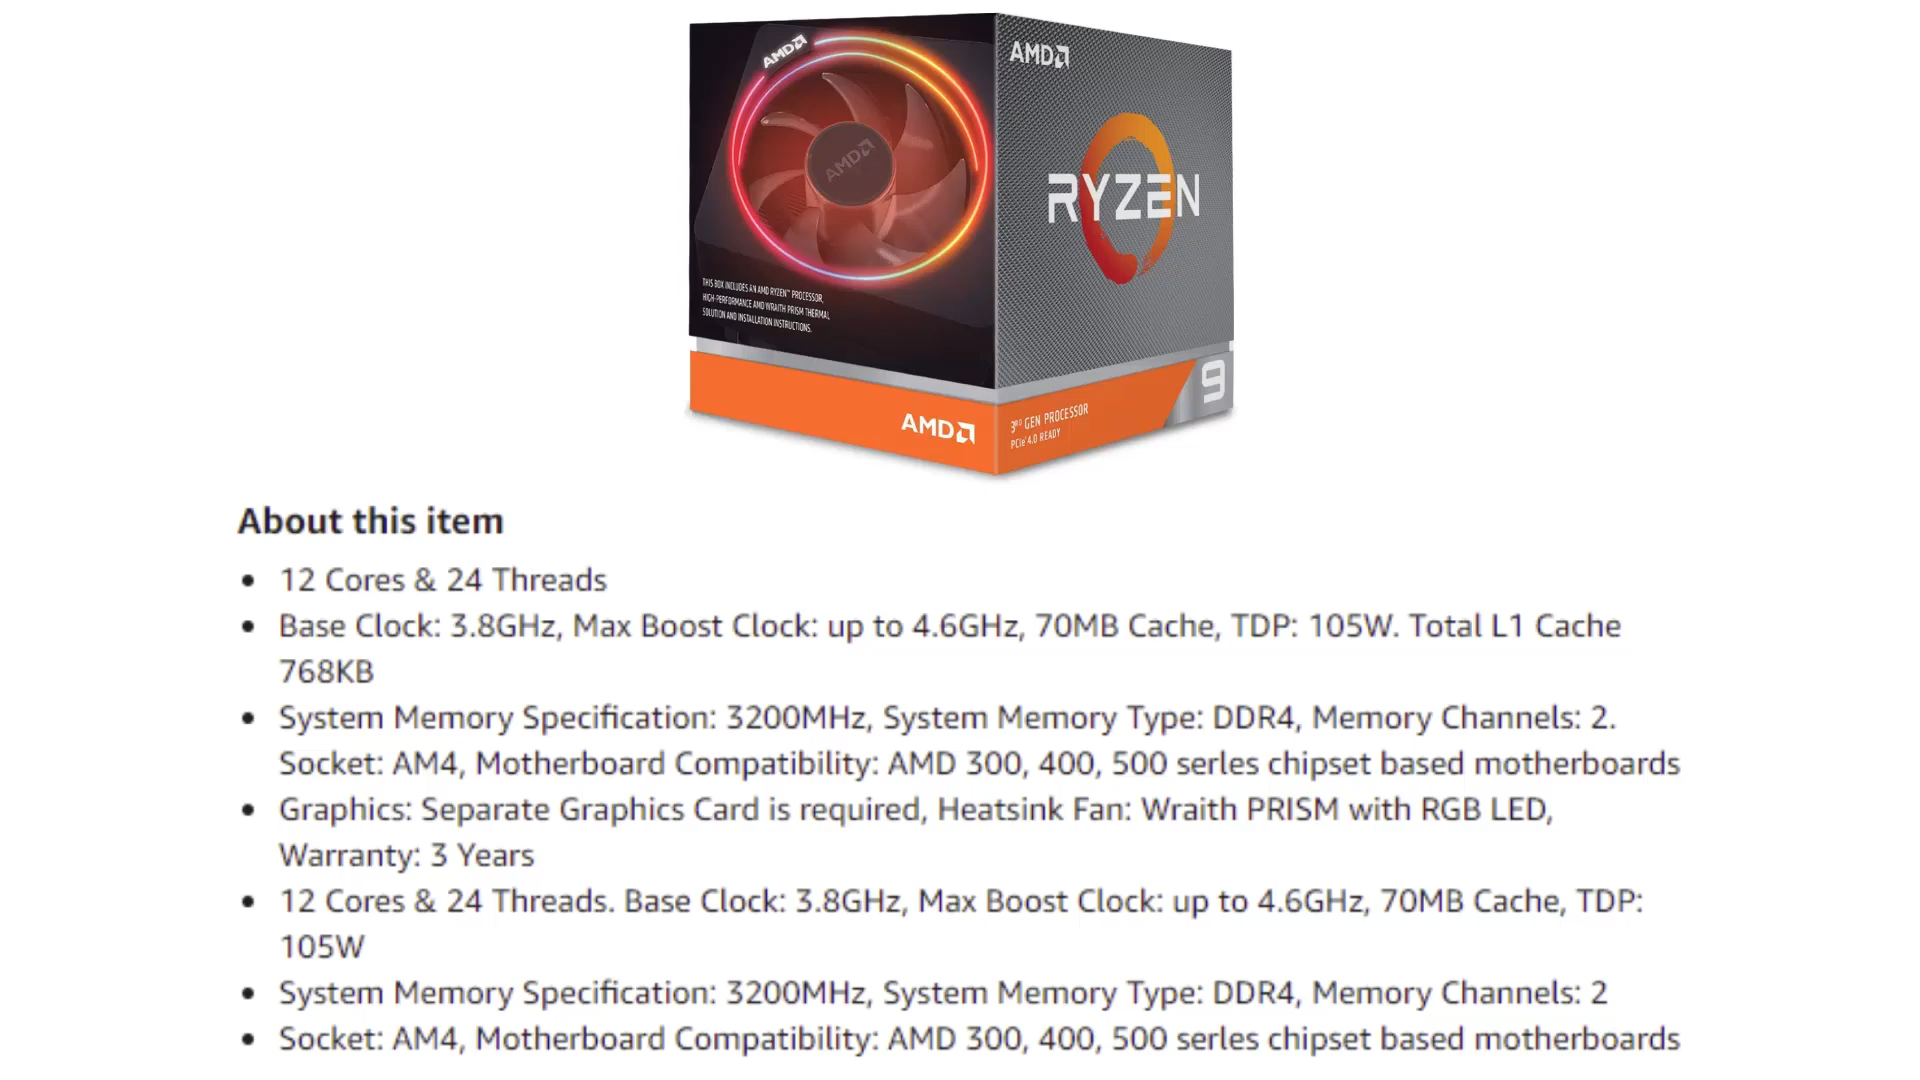 AMD
AMD
RYZEN
AMD
THIS BOX INCLUDES AN AMD RYZEN™ PROCESSOR,
HIGH-PERFORMANCE AMD WRAITH PRISM THERMAL
SOLUTION AND INSTALLATION INSTRUCTIONS.
9
AMD
3RD GEN PROCESSOR
PCIe® 4.0 READY
About this item
• 12 Cores & 24 Threads
• Base Clock: 3.8GHz, Max Boost Clock: up to 4.6GHz, 70MB Cache, TDP: 105W. Total L1 Cache
768KB
• System Memory Specification: 3200MHz, System Memory Type: DDR4, Memory Channels: 2.
Socket: AM4, Motherboard Compatibility: AMD 300, 400, 500 serles chipset based motherboards
• Graphics: Separate Graphics Card is required, Heatsink Fan: Wraith PRISM with RGB LED,
Warranty: 3 Years
• 12 Cores & 24 Threads. Base Clock: 3.8GHz, Max Boost Clock: up to 4.6GHz, 70MB Cache, TDP:
105W
• System Memory Specification: 3200MHz, System Memory Type: DDR4, Memory Channels: 2
• Socket: AM4, Motherboard Compatibility: AMD 300, 400, 500 serles chipset based motherboards